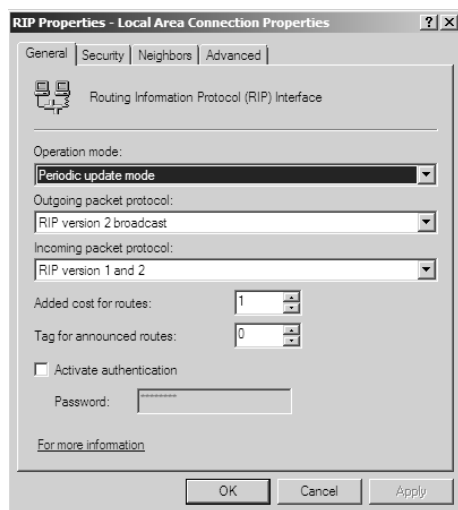 RIP Properties - Local Area Connection Properties
General Security Neighbors Advanced
Routing Information Protocol (RIP) Interface
Operation mode:
Periodic update mode
Outgoing packet protocol:
RIP version 2 broadcast
Incoming packet protocol:
RIP version 1 and 2
Added cost for routes: 1
Tag for announced routes: 0
Activate authentication
Password: ********
For more information
OK Cancel Apply